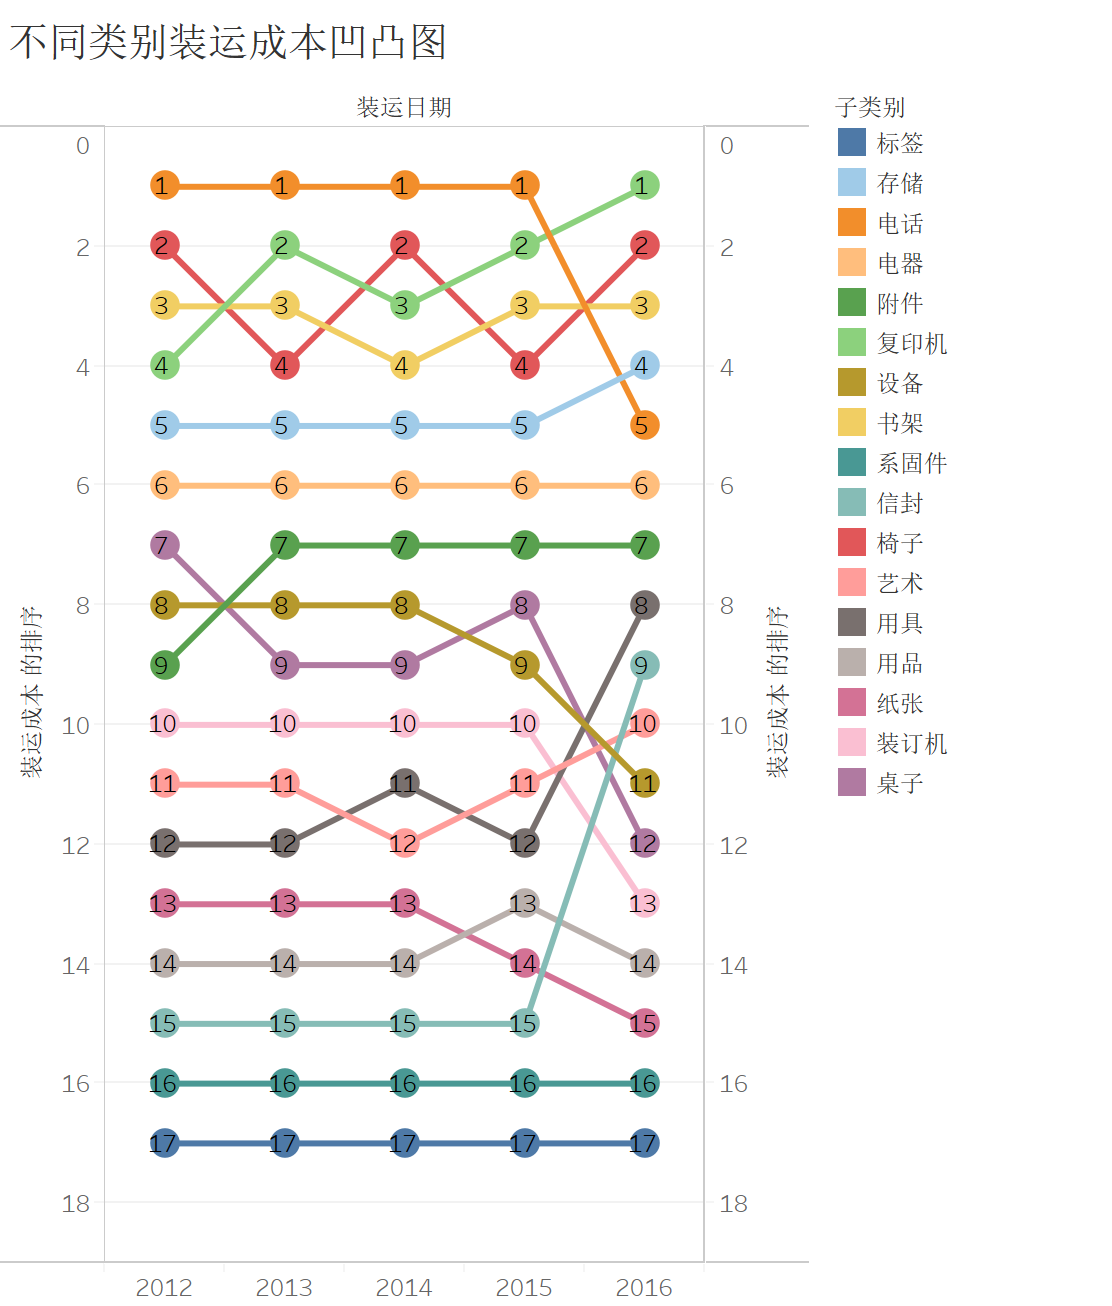 不同类别装运成本凹凸图
装运日期
子类别
标签
存储
电话
电器
附件
复印机
设备
书架
系固件
信封
椅子
艺术
用具
用品
纸张
装订机
桌子
装运成本 的排序
0
2
4
6
8
10
12
14
16
18
1 1 1 1 1
2 2 2 2 2
3 3 3 3 3
4 4 4 4 4
5 5 5 5 5
6 6 6 6 6
7 7 7 7 7
8 8 8 8 8
9 9 9 9 9
10 10 10 10 10
11 11 11 11 11
12 12 12 12 12
13 13 13 13 13
14 14 14 14 14
15 15 15 15 15
16 16 16 16 16
17 17 17 17 17
0
2
4
6
8
10
12
14
16
18
装运成本 的排序
2012 2013 2014 2015 2016